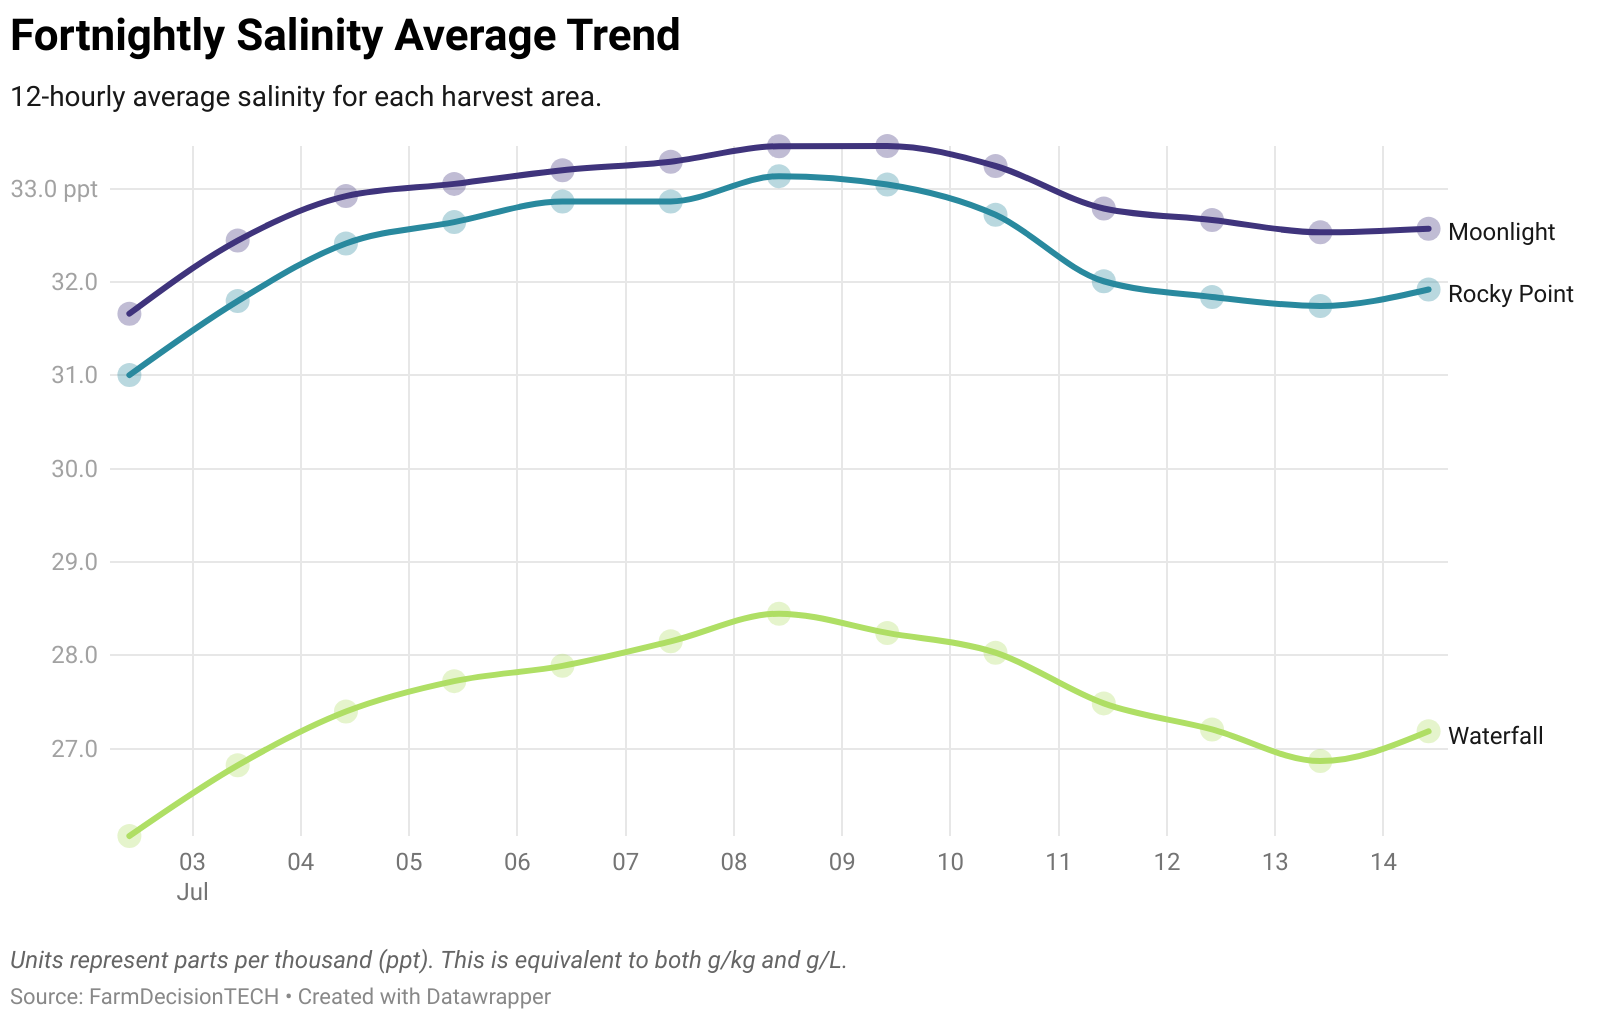 Fortnightly Salinity Average Trend
12-hourly average salinity for each harvest area.
33.0 ppt
32.0
31.0
30.0
29.0
28.0
27.0
Moonlight
Rocky Point
Waterfall
03 04 05 06 07 08 09 10 11 12 13 14
Jul
Units represent parts per thousand (ppt). This is equivalent to both g/kg and g/L.
Source: FarmDecisionTECH • Created with Datawrapper